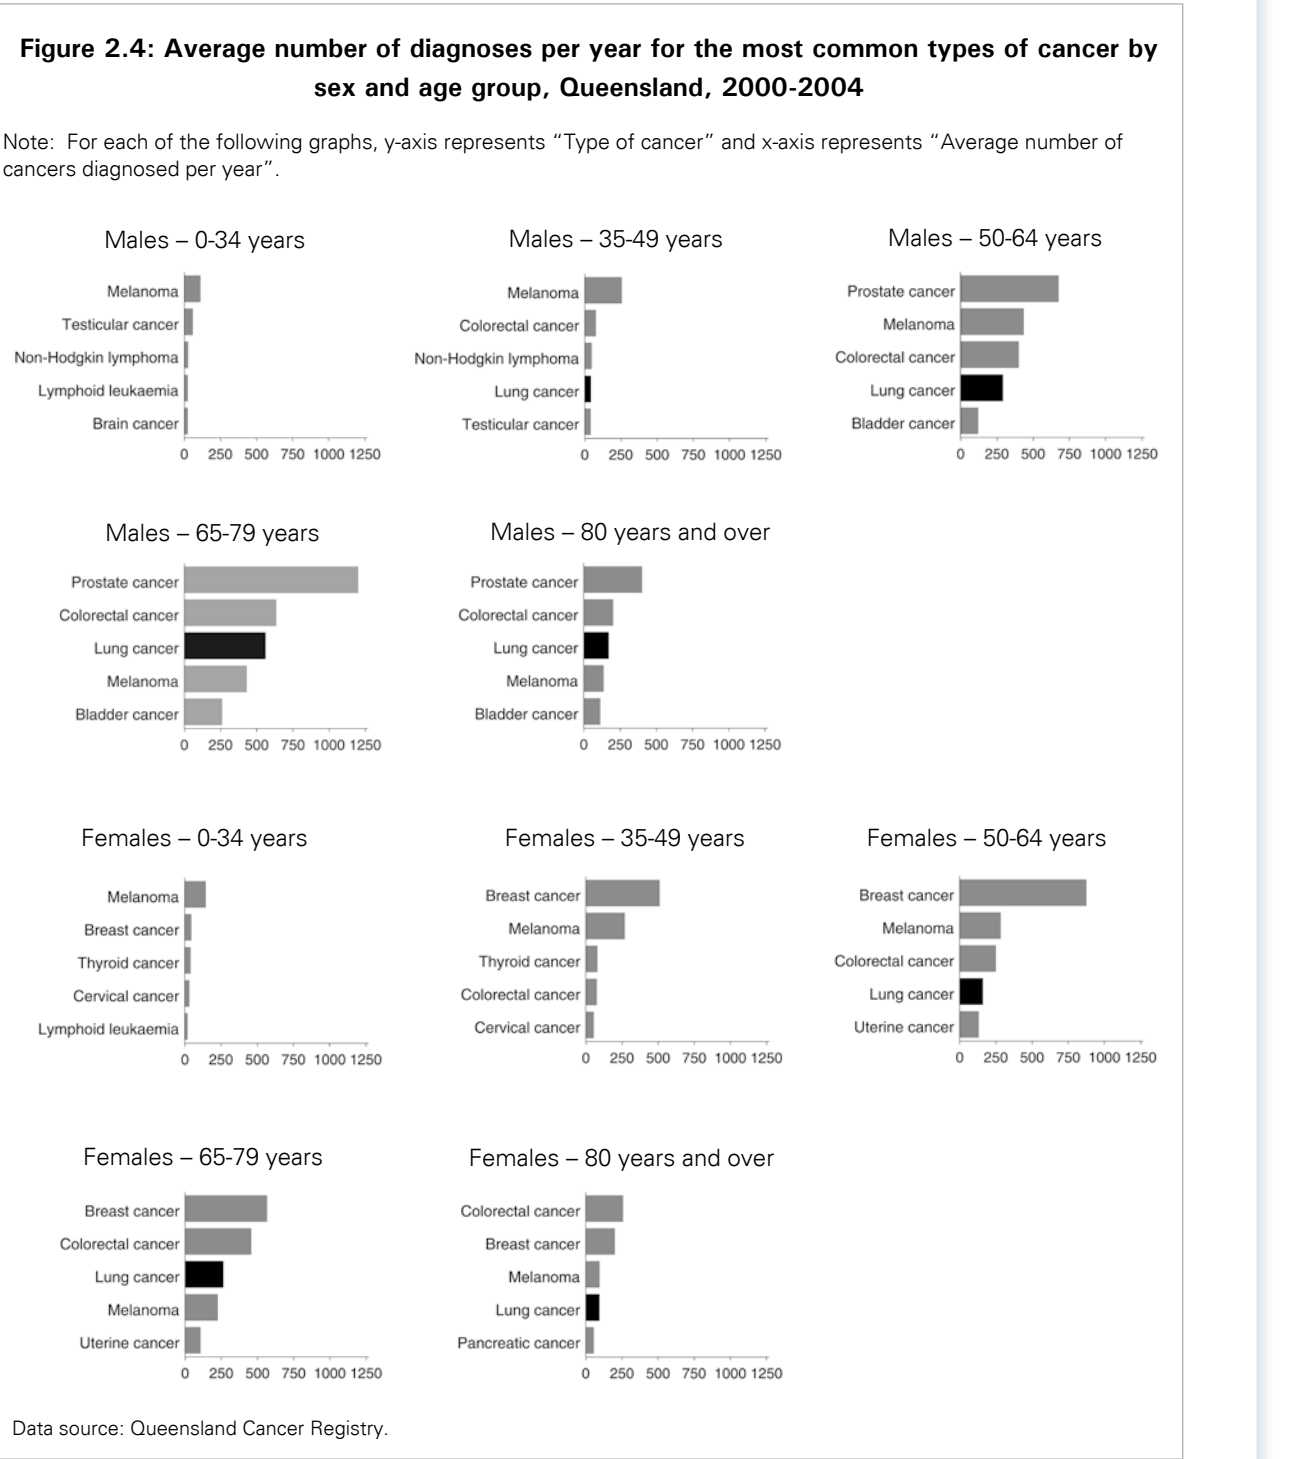 Figure 2.4: Average number of diagnoses per year for the most common types of cancer by
sex and age group, Queensland, 2000-2004
Note:  For each of the following graphs, y-axis represents “Type of cancer” and x-axis represents “Average number of
cancers diagnosed per year”.
Males – 0-34 years
Melanoma
Testicular cancer
Non-Hodgkin lymphoma
Lymphoid leukaemia
Brain cancer
0 250 500 750 1000 1250
Males – 35-49 years
Melanoma
Colorectal cancer
Non-Hodgkin lymphoma
Lung cancer
Testicular cancer
0 250 500 750 1000 1250
Males – 50-64 years
Prostate cancer
Melanoma
Colorectal cancer
Lung cancer
Bladder cancer
0 250 500 750 1000 1250
Males – 65-79 years
Prostate cancer
Colorectal cancer
Lung cancer
Melanoma
Bladder cancer
0 250 500 750 1000 1250
Males – 80 years and over
Prostate cancer
Colorectal cancer
Lung cancer
Melanoma
Bladder cancer
0 250 500 750 1000 1250
Females – 0-34 years
Melanoma
Breast cancer
Thyroid cancer
Cervical cancer
Lymphoid leukaemia
0 250 500 750 1000 1250
Females – 35-49 years
Breast cancer
Melanoma
Thyroid cancer
Colorectal cancer
Cervical cancer
0 250 500 750 1000 1250
Females – 50-64 years
Breast cancer
Melanoma
Colorectal cancer
Lung cancer
Uterine cancer
0 250 500 750 1000 1250
Females – 65-79 years
Breast cancer
Colorectal cancer
Lung cancer
Melanoma
Uterine cancer
0 250 500 750 1000 1250
Females – 80 years and over
Colorectal cancer
Breast cancer
Melanoma
Lung cancer
Pancreatic cancer
0 250 500 750 1000 1250
Data source: Queensland Cancer Registry.